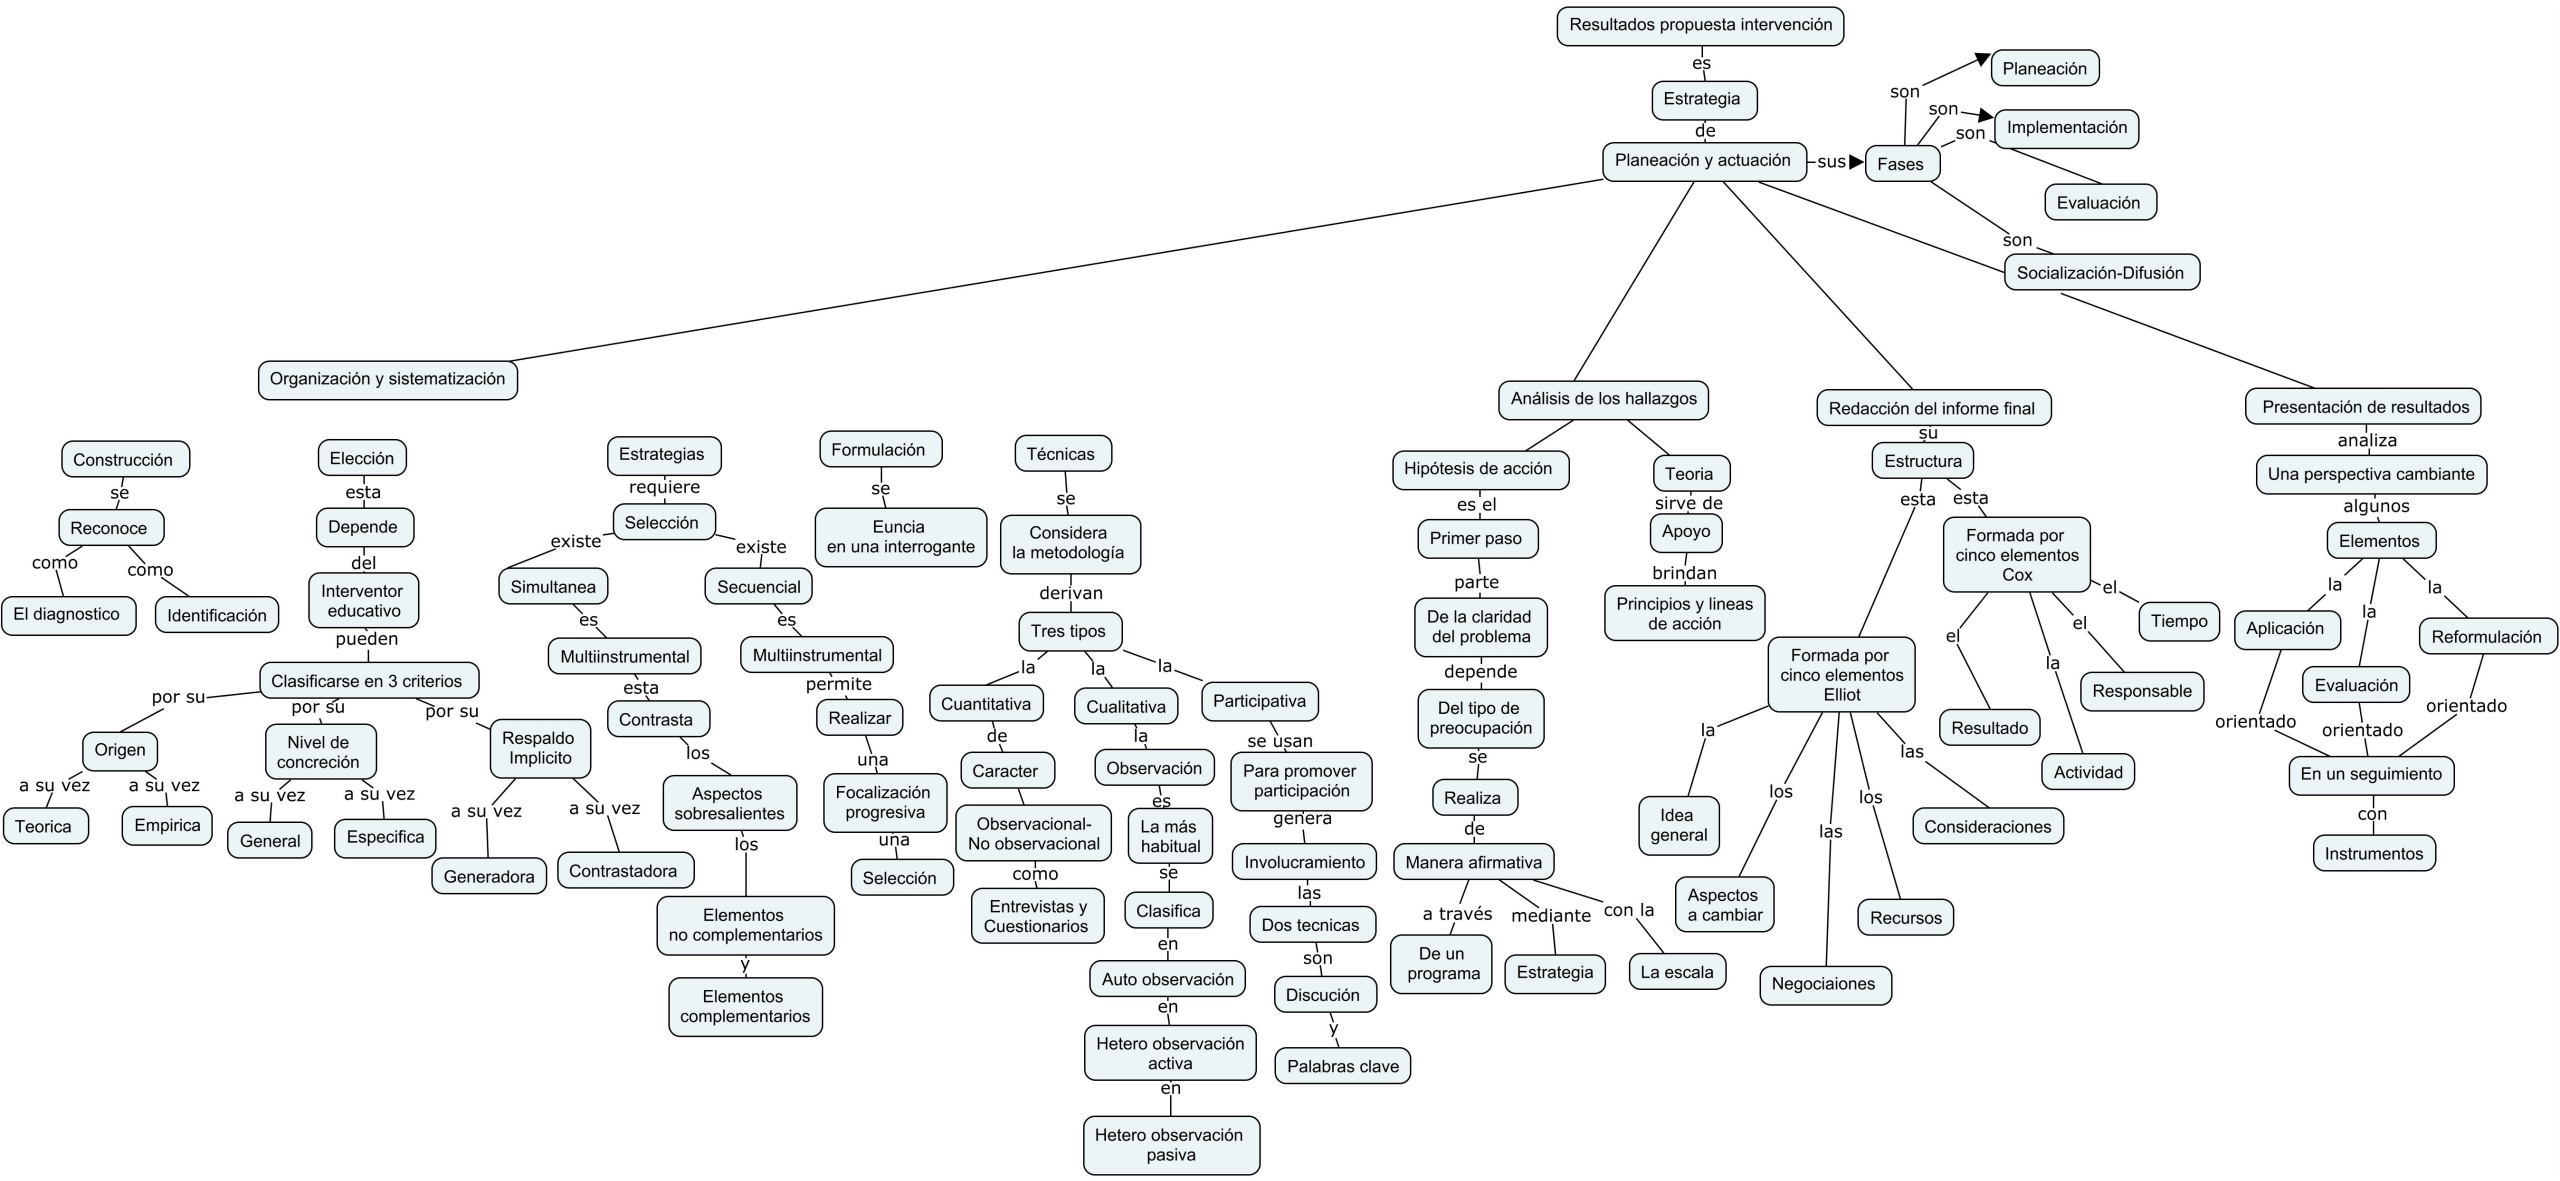 Resultados propuesta intervención
es
Estrategia
de
Planeación y actuación
sus
Fases
son
Planeación
son
Implementación
son
Evaluación
son
Socialización-Difusión
Organización y sistematización
Construcción
se
Reconoce
como
El diagnostico
como
Identificación
Elección
esta
Depende
del
Interventor
educativo
pueden
Clasificarse en 3 criterios
por su
Origen
a su vez
Teorica
a su vez
Empirica
por su
Nivel de
concreción
a su vez
General
a su vez
Especifica
por su
Respaldo
Implicito
a su vez
Generadora
a su vez
Contrastadora
Estrategias
requiere
Selección
existe
Simultanea
es
Multiinstrumental
esta
Contrasta
los
Aspectos
sobresalientes
los
Elementos
no complementarios
y
Elementos
complementarios
existe
Secuencial
es
Multiinstrumental
permite
Realizar
una
Focalización
progresiva
una
Selección
Formulación
se
Euncia
en una interrogante
Técnicas
se
Considera
la metodología
derivan
Tres tipos
la
Cuantitativa
de
Caracter
Observacional-
No observacional
como
Entrevistas y
Cuestionarios
la
Cualitativa
la
Observación
es
La más
habitual
se
Clasifica
en
Auto observación
en
Hetero observación
activa
en
Hetero observación
pasiva
la
Participativa
se usan
Para promover
participación
genera
Involucramiento
las
Dos tecnicas
son
Discución
y
Palabras clave
Análisis de los hallazgos
Hipótesis de acción
es el
Primer paso
parte
De la claridad
del problema
depende
Del tipo de
preocupación
se
Realiza
de
Manera afirmativa
a través
De un
programa
mediante
Estrategia
con la
La escala
Teoria
sirve de
Apoyo
brindan
Principios y lineas
de acción
Redacción del informe final
su
Estructura
esta
Formada por
cinco elementos
Elliot
la
Idea
general
los
Aspectos
a cambiar
las
Negociaiones
los
Recursos
las
Consideraciones
esta
Formada por
cinco elementos
Cox
el
Resultado
la
Actividad
el
Responsable
el
Tiempo
Presentación de resultados
analiza
Una perspectiva cambiante
algunos
Elementos
la
Aplicación
orientado
la
Evaluación
orientado
la
Reformulación
orientado
En un seguimiento
con
Instrumentos